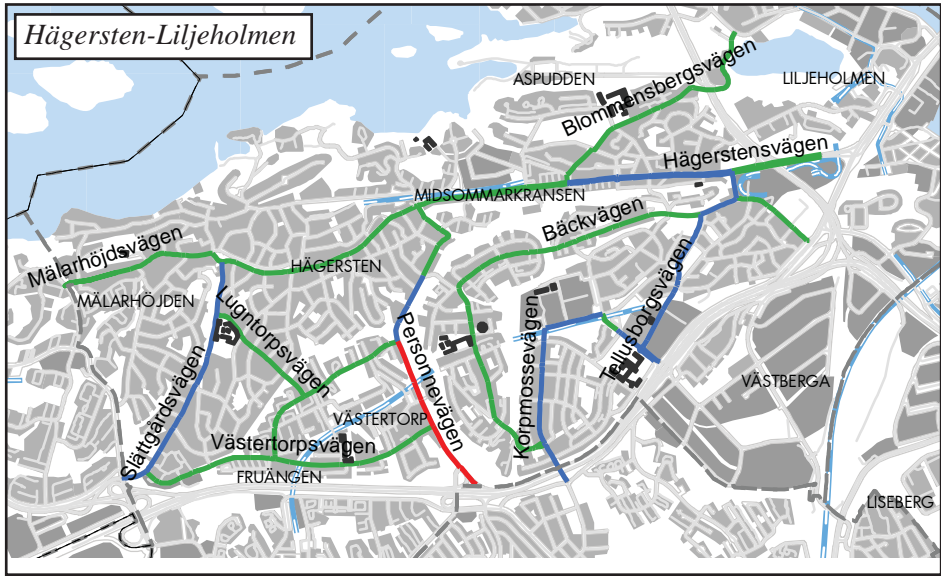 Hägersten-Liljeholmen
ASPUDDEN
LILJEHOLMEN
Blommensbergsvägen
Hägerstensvägen
MIDSOMMARKRANSEN
Bäckvägen
Mälarhöjdsvägen
HÄGERSTEN
MÄLARHÖJDEN
Lugntorpsvägen
Personnevägen
Korpmossevägen
Tellusborgsvägen
VÄSTBERGA
Slättgårdsvägen
VÄSTERTORP
Västertorpsvägen
FRUÄNGEN
LISEBERG